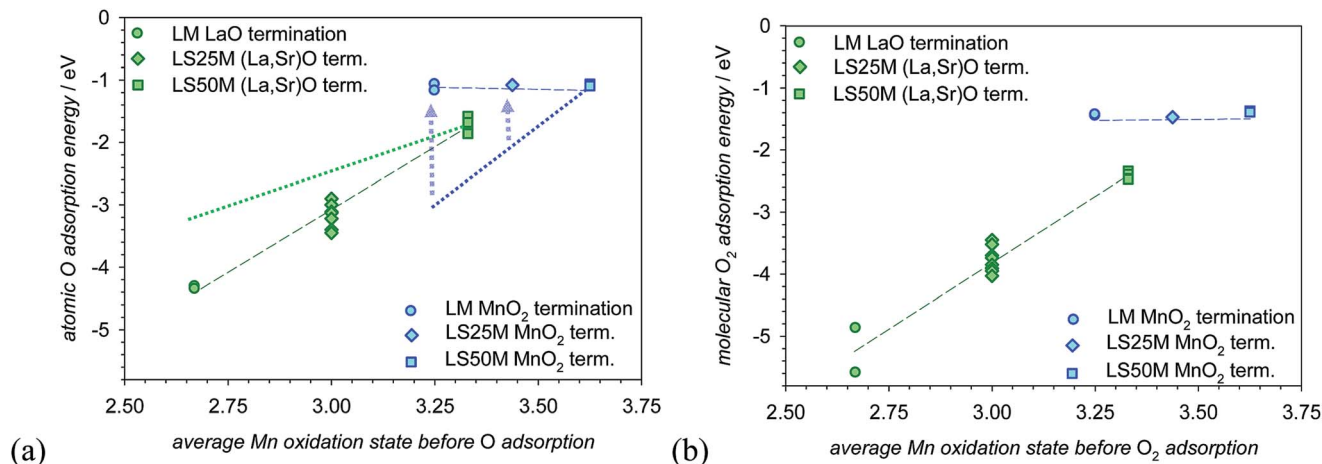 0
-1
-2
-3
-4
-5
atomic O adsorption energy / eV
LM LaO termination
LS25M (La,Sr)O term.
LS50M (La,Sr)O term.
LM MnO₂ termination
LS25M MnO₂ term.
LS50M MnO₂ term.
2.50 2.75 3.00 3.25 3.50 3.75
average Mn oxidation state before O adsorption
(a)
0
-1
-2
-3
-4
-5
molecular O₂ adsorption energy / eV
LM LaO termination
LS25M (La,Sr)O term.
LS50M (La,Sr)O term.
LM MnO₂ termination
LS25M MnO₂ term.
LS50M MnO₂ term.
2.50 2.75 3.00 3.25 3.50 3.75
average Mn oxidation state before O₂ adsorption
(b)